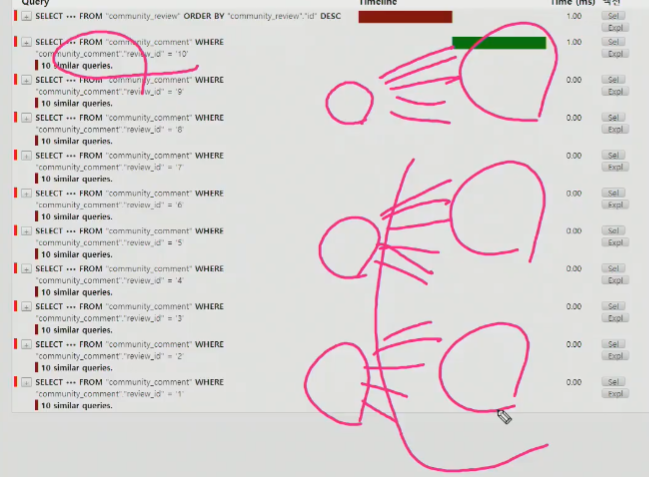 Query Timeline Time (ms) 액션
+ SELECT ••• FROM "community_review" ORDER BY "community_review"."id" DESC 1.00 Sel
Expl
+ SELECT ••• FROM "community_comment" WHERE 1.00 Sel
"community_comment"."review_id" = '10' Expl
10 similar queries.
+ SELECT ••• FROM "community_comment" WHERE 0.00 Sel
"community_comment"."review_id" = '9' Expl
10 similar queries.
+ SELECT ••• FROM "community_comment" WHERE 0.00 Sel
"community_comment"."review_id" = '8' Expl
10 similar queries.
+ SELECT ••• FROM "community_comment" WHERE 0.00 Sel
"community_comment"."review_id" = '7' Expl
10 similar queries.
+ SELECT ••• FROM "community_comment" WHERE 0.00 Sel
"community_comment"."review_id" = '6' Expl
10 similar queries.
+ SELECT ••• FROM "community_comment" WHERE 0.00 Sel
"community_comment"."review_id" = '5' Expl
10 similar queries.
+ SELECT ••• FROM "community_comment" WHERE 0.00 Sel
"community_comment"."review_id" = '4' Expl
10 similar queries.
+ SELECT ••• FROM "community_comment" WHERE 0.00 Sel
"community_comment"."review_id" = '3' Expl
10 similar queries.
+ SELECT ••• FROM "community_comment" WHERE 0.00 Sel
"community_comment"."review_id" = '2' Expl
10 similar queries.
+ SELECT ••• FROM "community_comment" WHERE 0.00 Sel
"community_comment"."review_id" = '1' Expl
10 similar queries.